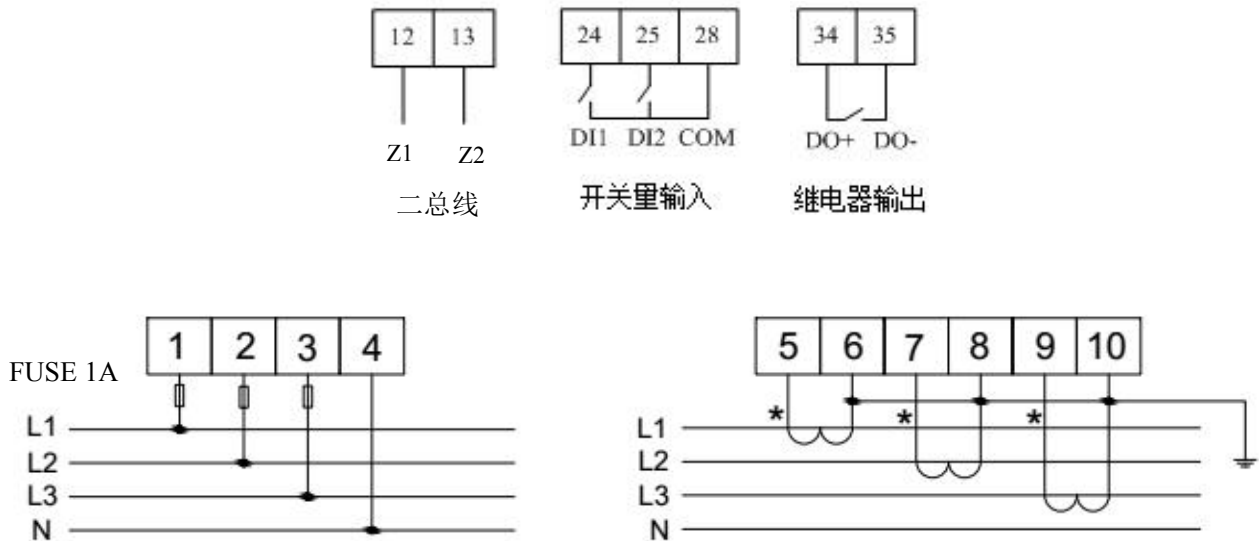 12 13 24 25 28 34 35
DI1 DI2 COM DO+ DO-
Z1 Z2
二总线 开关量输入 继电器输出
1 2 3 4 5 6 7 8 9 10
FUSE 1A
* * *
L1 L1
L2 L2
L3 L3
N N